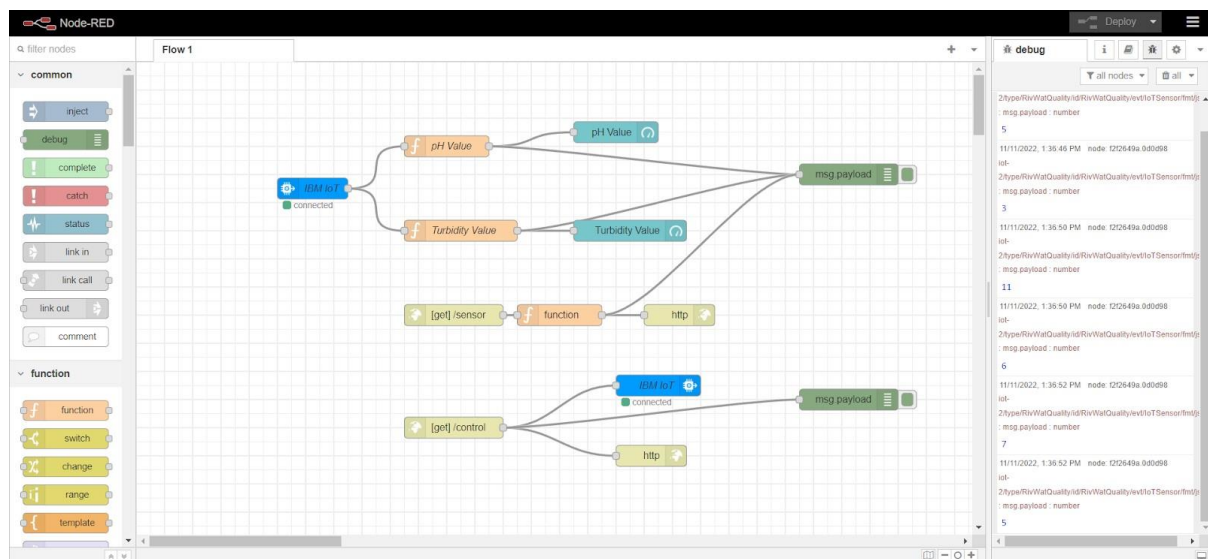 Node-RED
Deploy
filter nodes
Flow 1
debug
i
all nodes
all
common
inject
debug
complete
catch
status
link in
link call
link out
comment
function
function
switch
change
range
template
IBM IoT
connected
pH Value
pH Value
Turbidity Value
Turbidity Value
msg.payload
[get] /sensor
function
http
[get] /control
IBM IoT
connected
msg.payload
http
2/type/RivWatQuality/id/RivWatQuality/evt/IoTSensor/fmt/js
: msg.payload : number
5
11/11/2022, 1:36:46 PM node: f2f2649a.0d0d98
iot-
2/type/RivWatQuality/id/RivWatQuality/evt/IoTSensor/fmt/js
: msg.payload : number
3
11/11/2022, 1:36:50 PM node: f2f2649a.0d0d98
iot-
2/type/RivWatQuality/id/RivWatQuality/evt/IoTSensor/fmt/js
: msg.payload : number
11
11/11/2022, 1:36:50 PM node: f2f2649a.0d0d98
iot-
2/type/RivWatQuality/id/RivWatQuality/evt/IoTSensor/fmt/js
: msg.payload : number
6
11/11/2022, 1:36:52 PM node: f2f2649a.0d0d98
iot-
2/type/RivWatQuality/id/RivWatQuality/evt/IoTSensor/fmt/js
: msg.payload : number
7
11/11/2022, 1:36:52 PM node: f2f2649a.0d0d98
iot-
2/type/RivWatQuality/id/RivWatQuality/evt/IoTSensor/fmt/js
: msg.payload : number
5